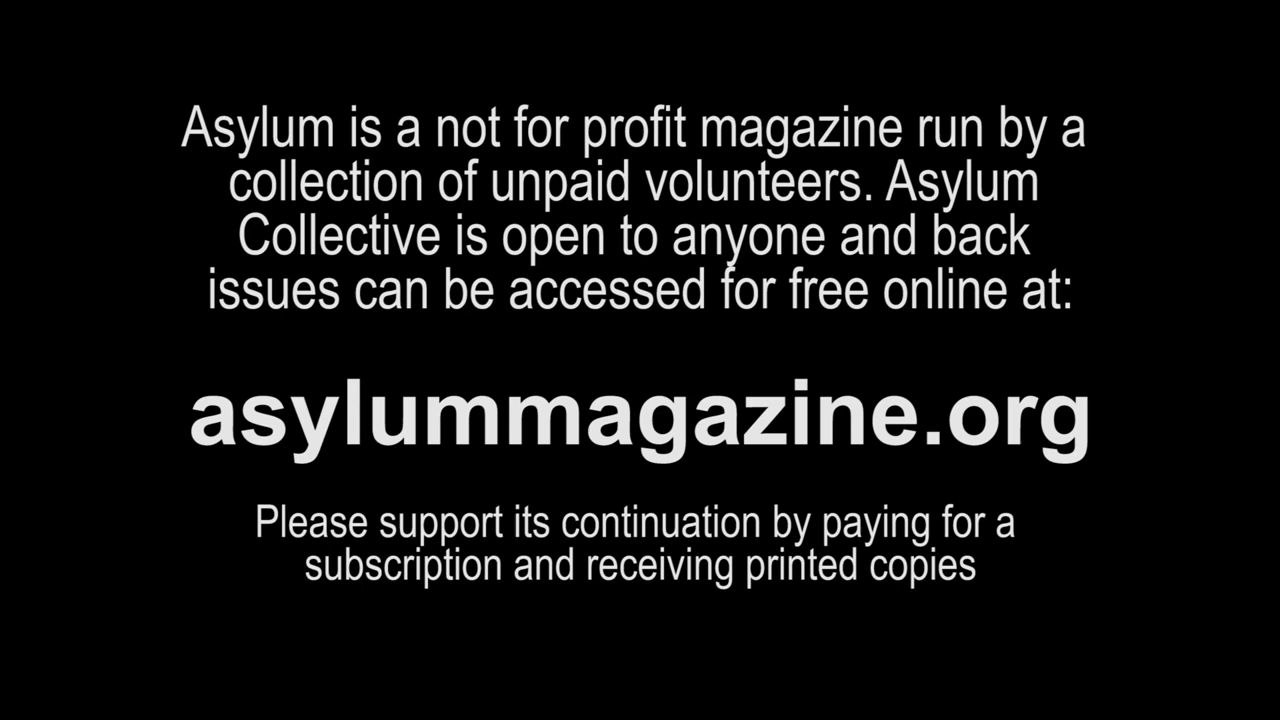 Asylum is a not for profit magazine run by a
collection of unpaid volunteers. Asylum
Collective is open to anyone and back
issues can be accessed for free online at:
asylummagazine.org
Please support its continuation by paying for a
subscription and receiving printed copies